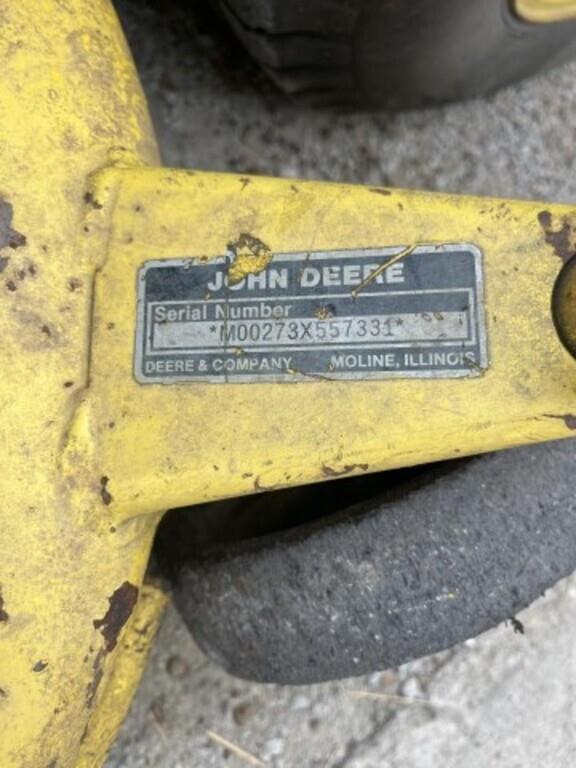 JOHN DEERE
Serial Number
*M00273X557331*
DEERE & COMPANY MOLINE, ILLINOIS